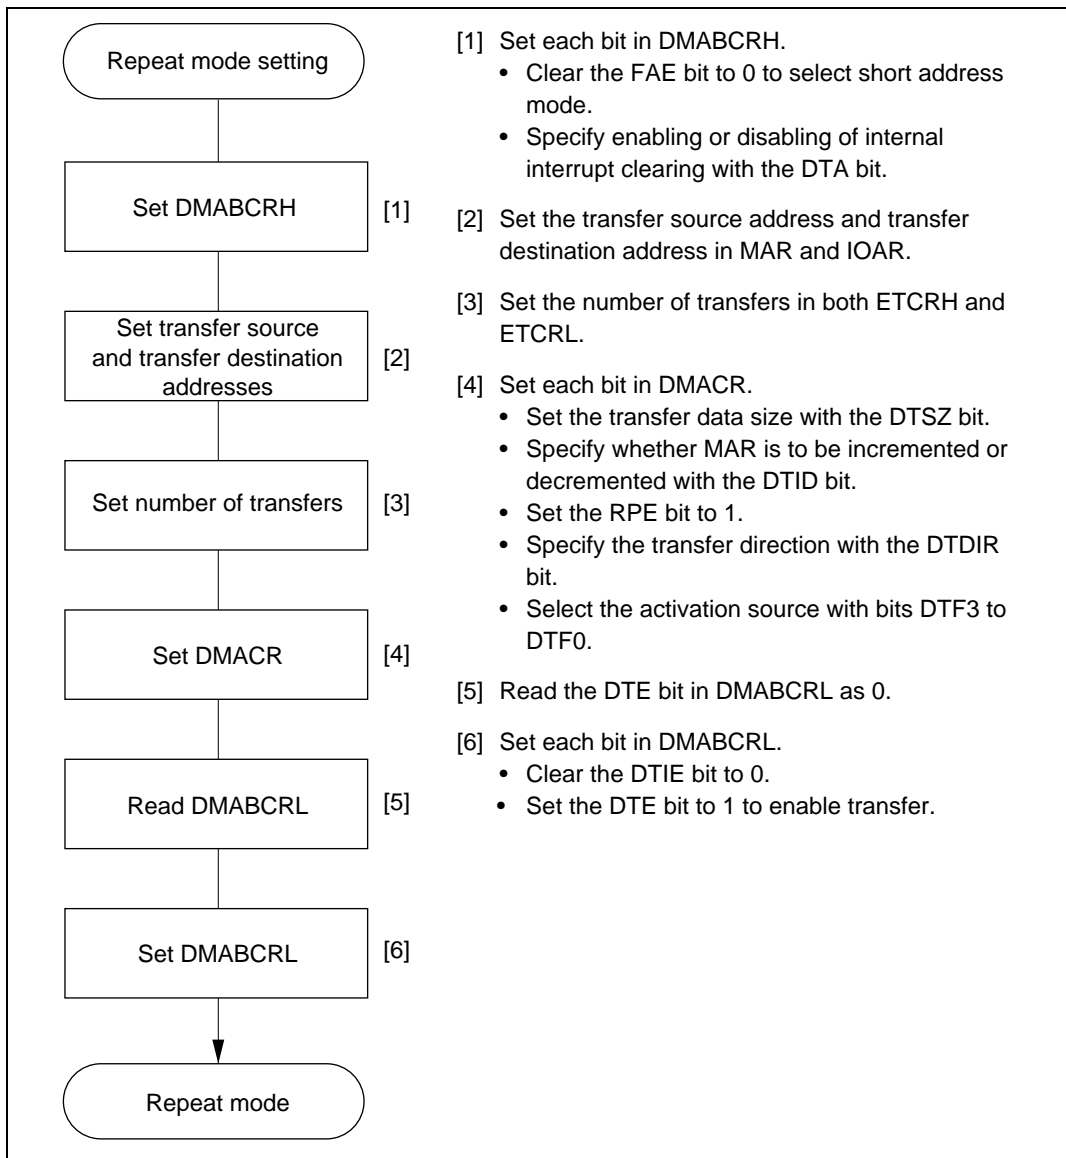 Repeat mode setting
Set DMABCRH
[1]
Set transfer source
and transfer destination
addresses
[2]
Set number of transfers
[3]
Set DMACR
[4]
Read DMABCRL
[5]
Set DMABCRL
[6]
Repeat mode
[1] Set each bit in DMABCRH.
• Clear the FAE bit to 0 to select short address
mode.
• Specify enabling or disabling of internal
interrupt clearing with the DTA bit.
[2] Set the transfer source address and transfer
destination address in MAR and IOAR.
[3] Set the number of transfers in both ETCRH and
ETCRL.
[4] Set each bit in DMACR.
• Set the transfer data size with the DTSZ bit.
• Specify whether MAR is to be incremented or
decremented with the DTID bit.
• Set the RPE bit to 1.
• Specify the transfer direction with the DTDIR
bit.
• Select the activation source with bits DTF3 to
DTF0.
[5] Read the DTE bit in DMABCRL as 0.
[6] Set each bit in DMABCRL.
• Clear the DTIE bit to 0.
• Set the DTE bit to 1 to enable transfer.